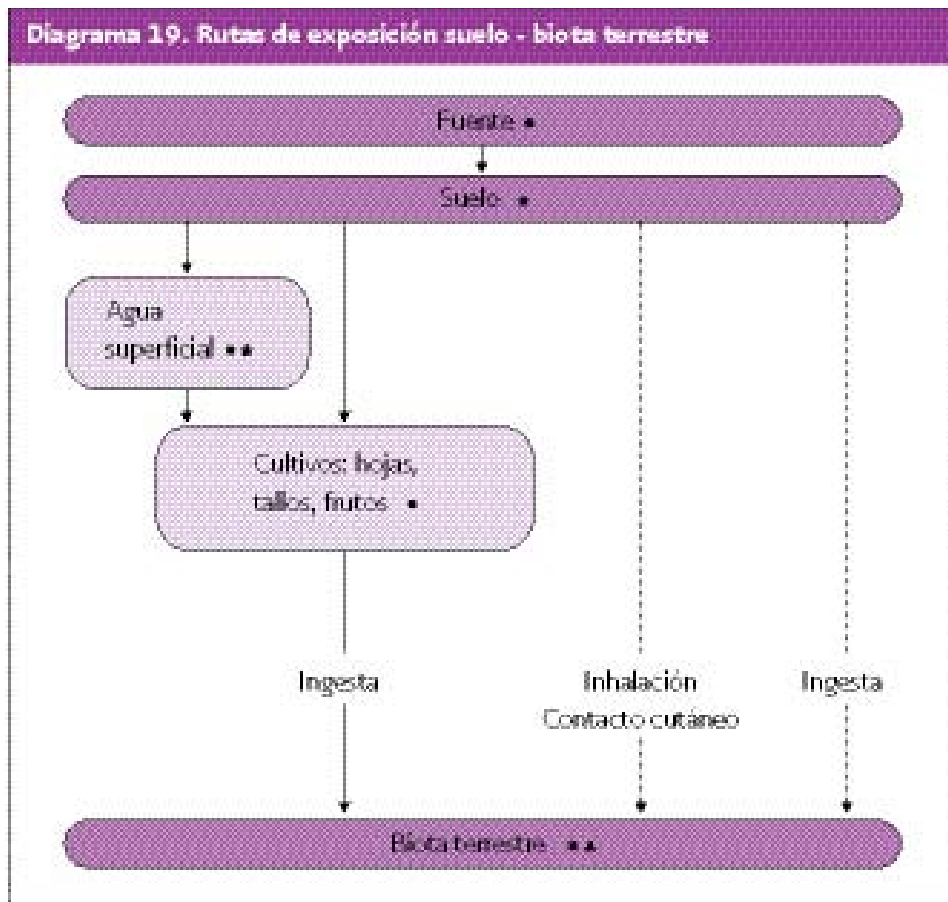 Diagrama 19. Rutas de exposición suelo - biota terrestre
Fuente
Suelo
Agua
superficial
Cultivos: hojas,
tallos, frutos
Ingesta
Inhalación
Contacto cutáneo
Ingesta
Biota terrestre